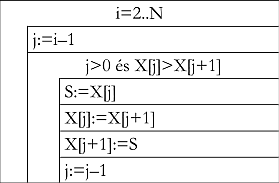 i=2..N
j:=i–1
j>0 és X[j]>X[j+1]
S:=X[j]
X[j]:=X[j+1]
X[j+1]:=S
j:=j–1